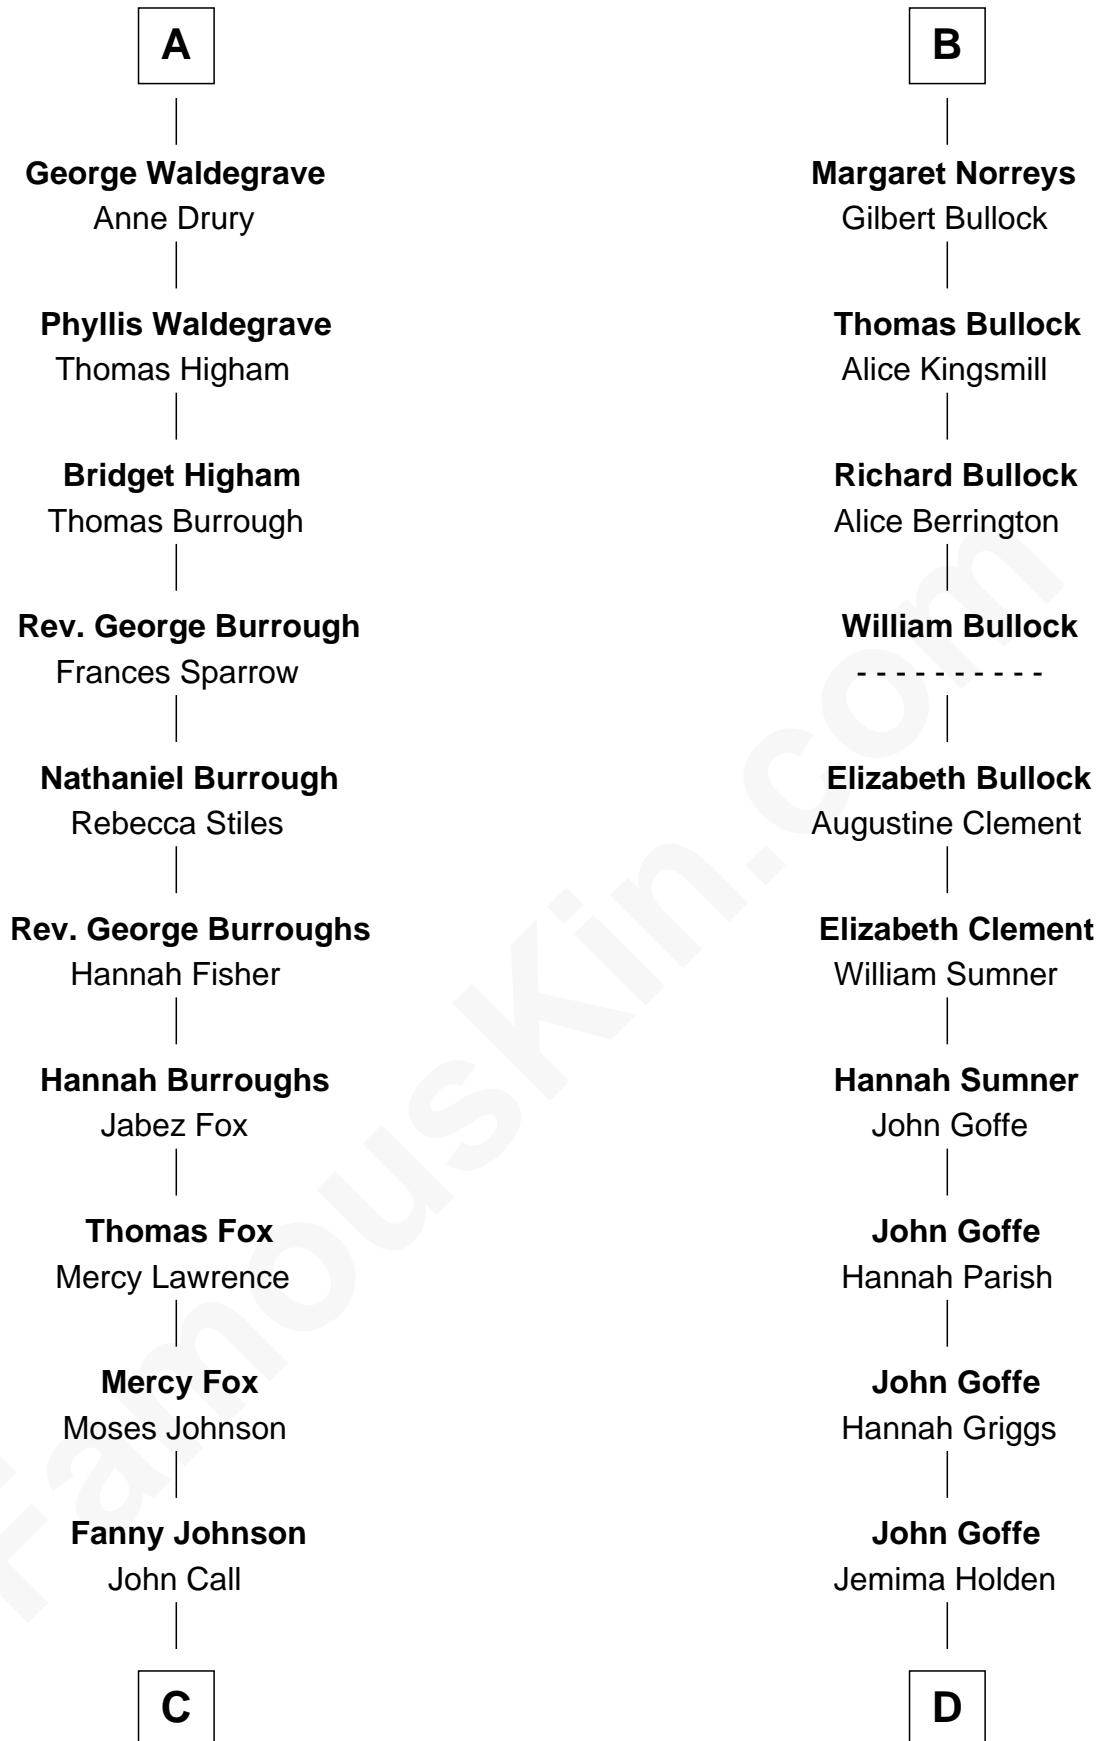 A
George Waldegrave
Anne Drury
Phyllis Waldegrave
Thomas Higham
Bridget Higham
Thomas Burrough
Rev. George Burrough
Frances Sparrow
Nathaniel Burrough
Rebecca Stiles
Rev. George Burroughs
Hannah Fisher
Hannah Burroughs
Jabez Fox
Thomas Fox
Mercy Lawrence
Mercy Fox
Moses Johnson
Fanny Johnson
John Call
C
B
Margaret Norreys
Gilbert Bullock
Thomas Bullock
Alice Kingsmill
Richard Bullock
Alice Berrington
William Bullock
- - - - - - - - - -
Elizabeth Bullock
Augustine Clement
Elizabeth Clement
William Sumner
Hannah Sumner
John Goffe
John Goffe
Hannah Parish
John Goffe
Hannah Griggs
John Goffe
Jemima Holden
D
FamousKin.com